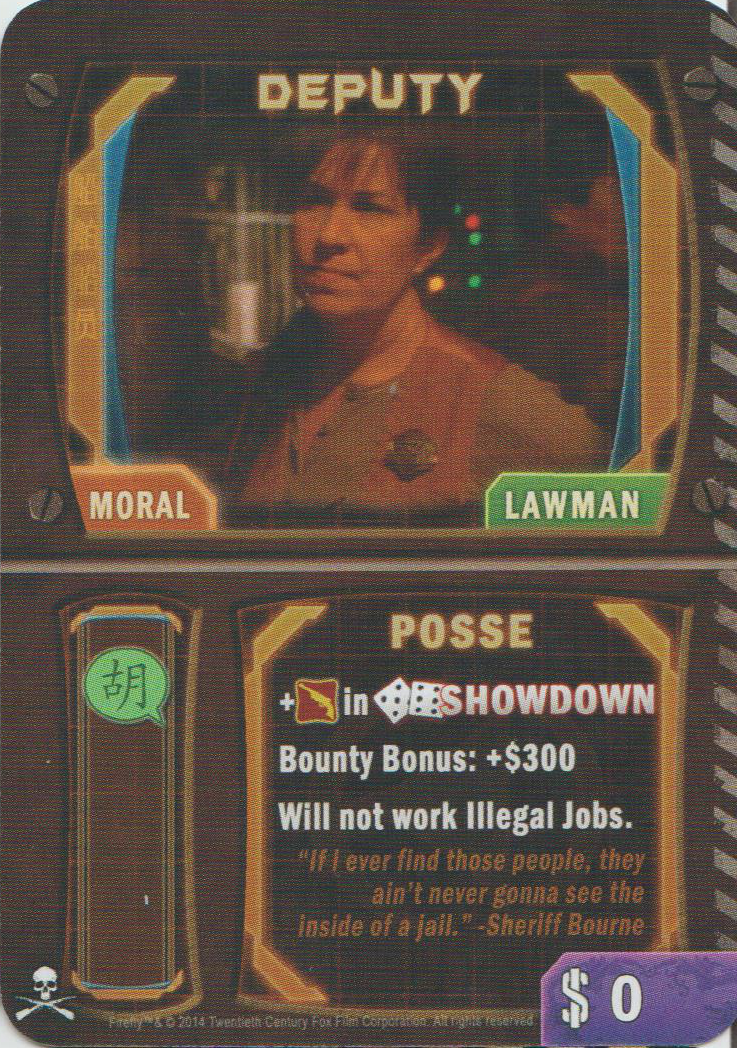 DEPUTY
MORAL
LAWMAN
胡
POSSE
+ in SHOWDOWN
Bounty Bonus: +$300
Will not work Illegal Jobs.
"If I ever find those people, they
ain't never gonna see the
inside of a jail." -Sheriff Bourne
$ 0
Firefly™ & © 2014 Twentieth Century Fox Film Corporation. All rights reserved